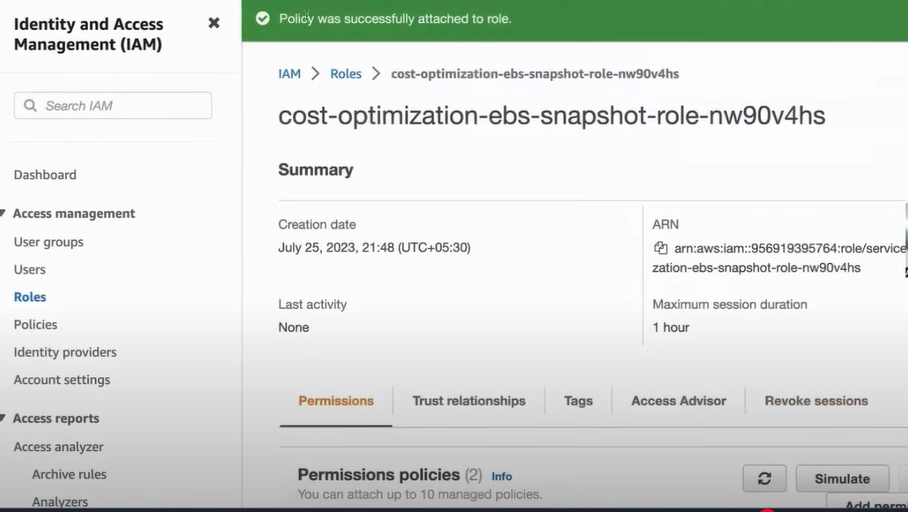 Identity and Access
Management (IAM)
Search IAM
Dashboard
Access management
User groups
Users
Roles
Policies
Identity providers
Account settings
Access reports
Access analyzer
Archive rules
Analyzers
Policy was successfully attached to role.
IAM > Roles > cost-optimization-ebs-snapshot-role-nw90v4hs
cost-optimization-ebs-snapshot-role-nw90v4hs
Summary
Creation date
July 25, 2023, 21:48 (UTC+05:30)
ARN
arn:aws:iam::956919395764:role/service
zation-ebs-snapshot-role-nw90v4hs
Last activity
None
Maximum session duration
1 hour
Permissions
Trust relationships
Tags
Access Advisor
Revoke sessions
Permissions policies (2) Info
You can attach up to 10 managed policies.
Simulate
Add permi